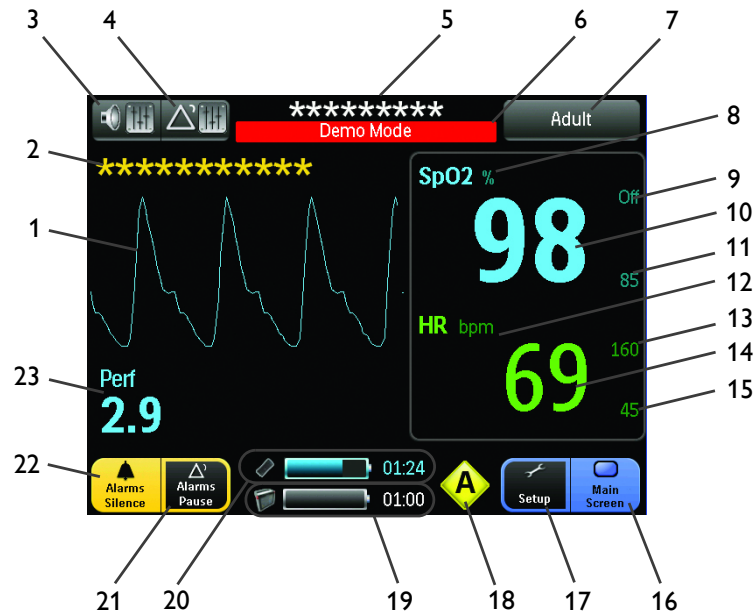 3 4 5 6 7
*********
Demo Mode
Adult
8
2
***********
SpO2 %
Off
9
98
10
1
11
85
12
HR bpm
13
160
14
69
23
Perf
2.9
15
45
22
Alarms
Silence
Alarms
Pause
01:24
01:00
A
Setup
Main
Screen
21 20 19 18 17 16